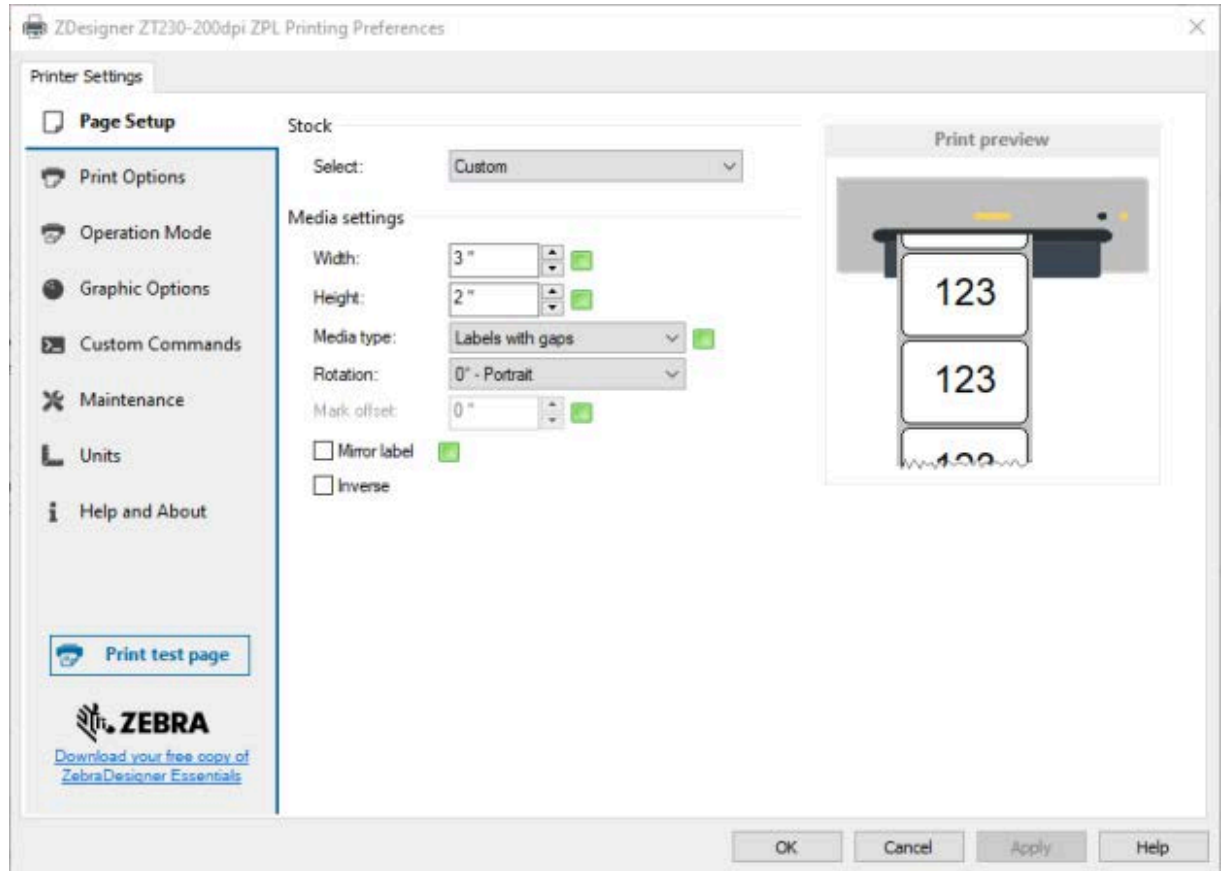 ZDesigner ZT230-200dpi ZPL Printing Preferences
Printer Settings
Page Setup
Print Options
Operation Mode
Graphic Options
Custom Commands
Maintenance
Units
Help and About
Print test page
ZEBRA
Download your free copy of
ZebraDesigner Essentials
Stock
Select: Custom
Media settings
Width: 3 "
Height: 2 "
Media type: Labels with gaps
Rotation: 0° - Portrait
Mark offset: 0 "
Mirror label
Inverse
Print preview
123
123
123
OK Cancel Apply Help